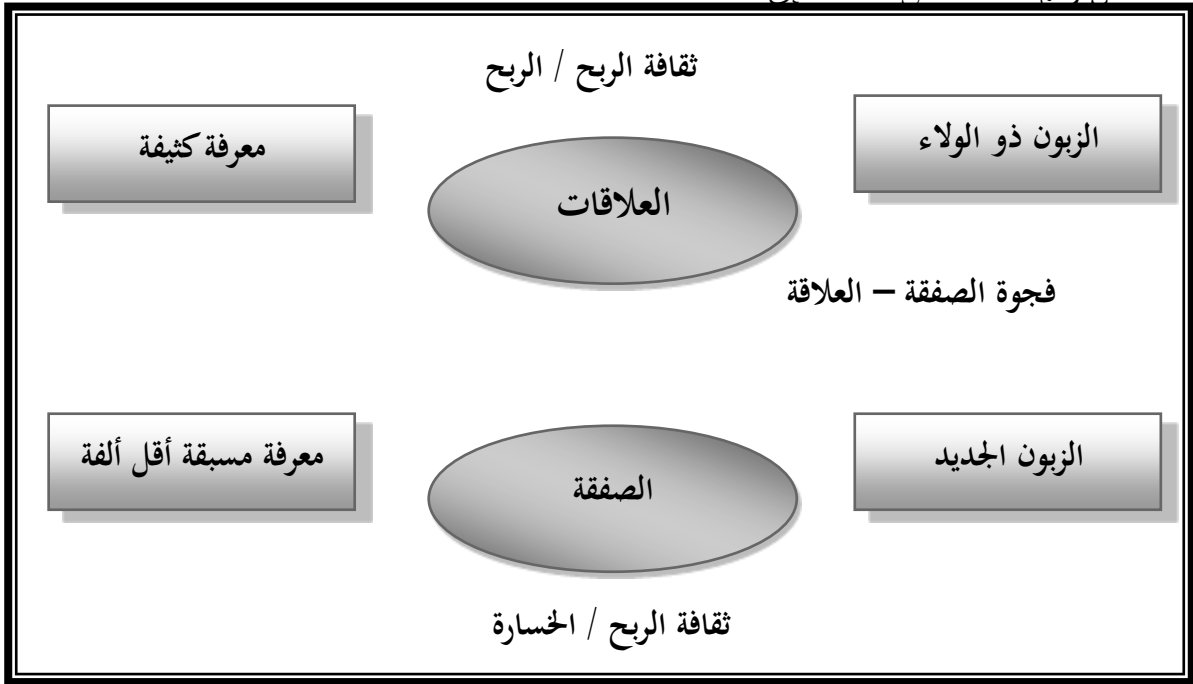 ثقافة الربح / الربح
الزبون ذو الولاء
معرفة كثيفة
العلاقات
فجوة الصفقة – العلاقة
الزبون الجديد
معرفة مسبقة أقل ألفة
الصفقة
ثقافة الربح / الخسارة